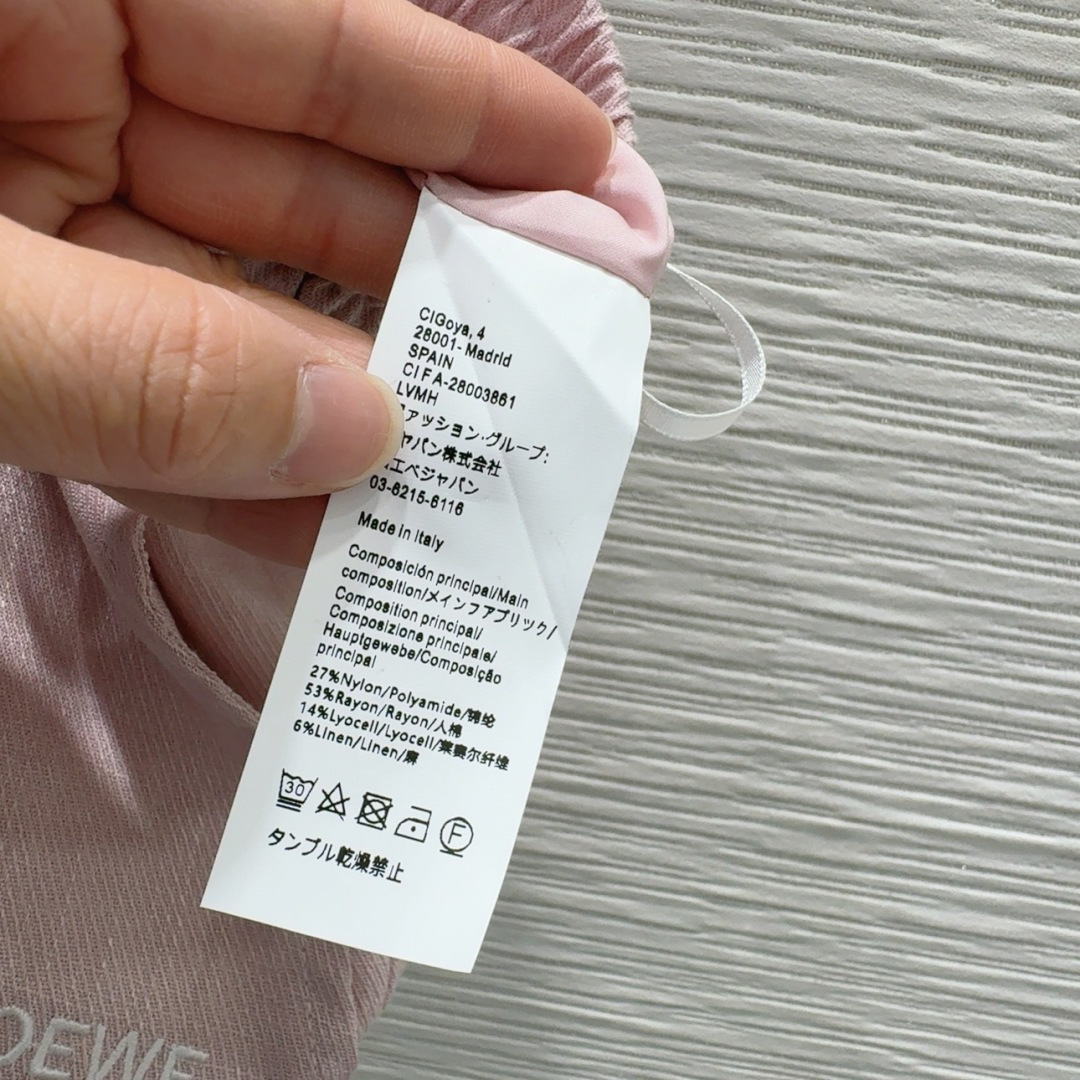 C|Goya, 4
28001- Madrid
SPAIN
CIF A-28003861
LVMH
ァッション·グループ:
ャパン株式会社
エベジャパン
03-6215-6116
Made in Italy
Composición principal/Main
composition/メインファブリック/
Composition principal/
Composizione principale/
Hauptgewebe/Composição
principal
27%Nylon/Polyamide/锦纶
53%Rayon/Rayon/人棉
14%Lyocell/Lyocell/莱赛尔纤维
6%Linen/Linen/麻
30
F
タンブル乾燥禁止
OEWE